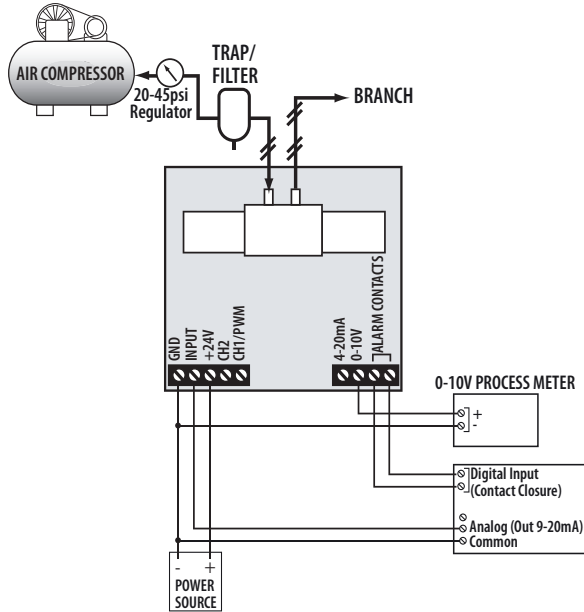 AIR COMPRESSOR
20-45psi
Regulator
TRAP/
FILTER
BRANCH
GND
INPUT
+24V
CH2
CH1/PWM
4-20mA
0-10V
ALARM CONTACTS
0-10V PROCESS METER
+
-
Digital Input
(Contact Closure)
Analog (Out 9-20mA)
Common
- +
POWER
SOURCE